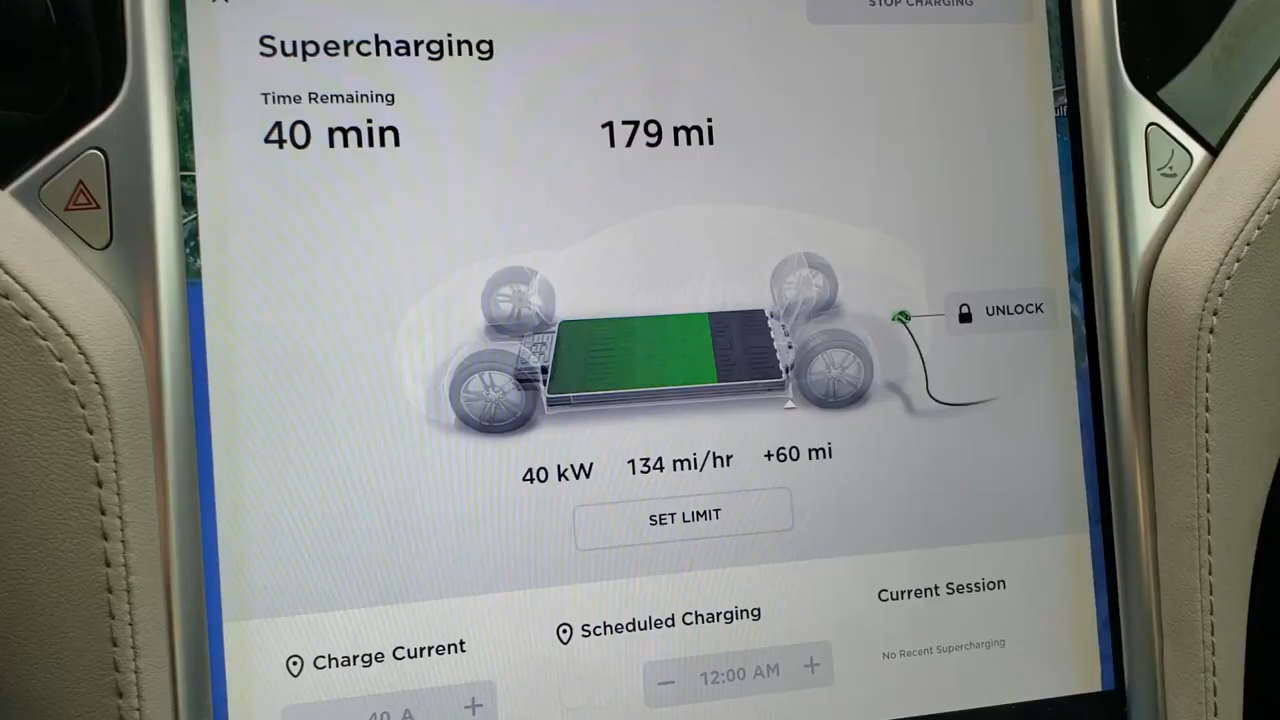 STOP CHARGING
Supercharging
Time Remaining
40 min
179 mi
UNLOCK
40 kW 134 mi/hr +60 mi
SET LIMIT
Charge Current
Scheduled Charging
Current Session
40 A +
− 12:00 AM +
No Recent Supercharging